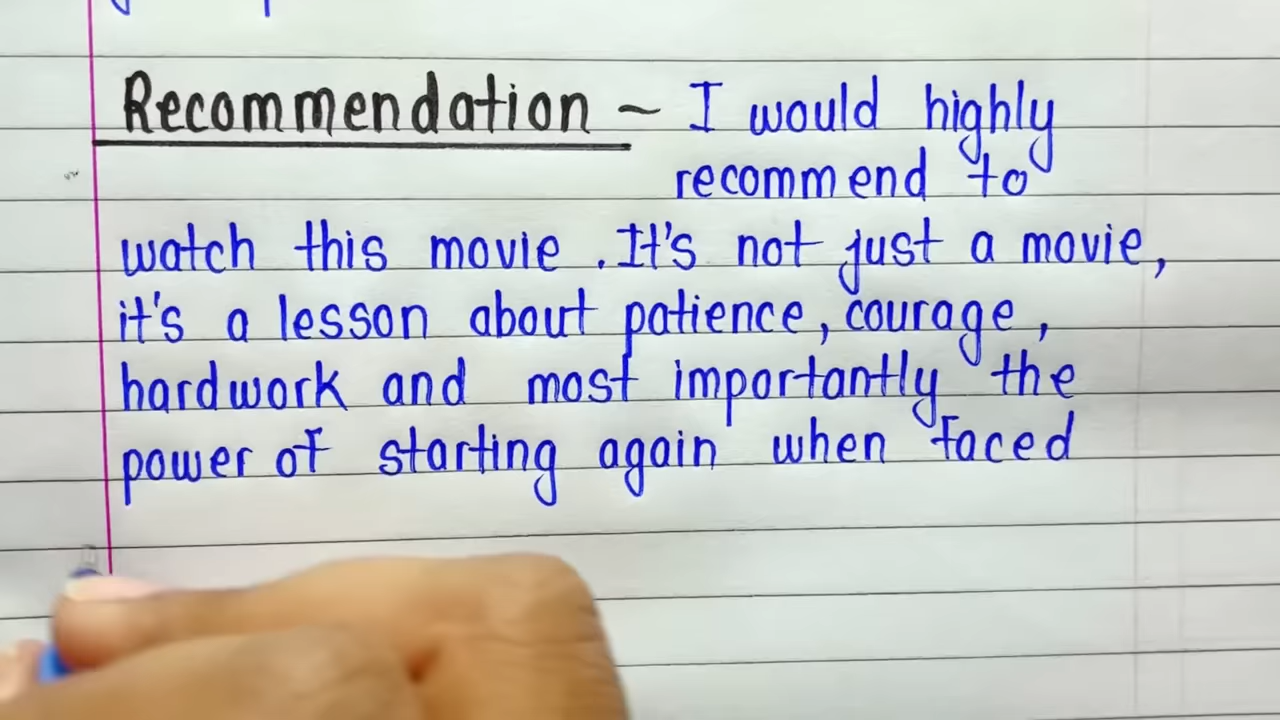 Recommendation ~ I would highly
recommend to
watch this movie. It's not just a movie,
it's a lesson about patience, courage,
hardwork and most importantly the
power of starting again when faced